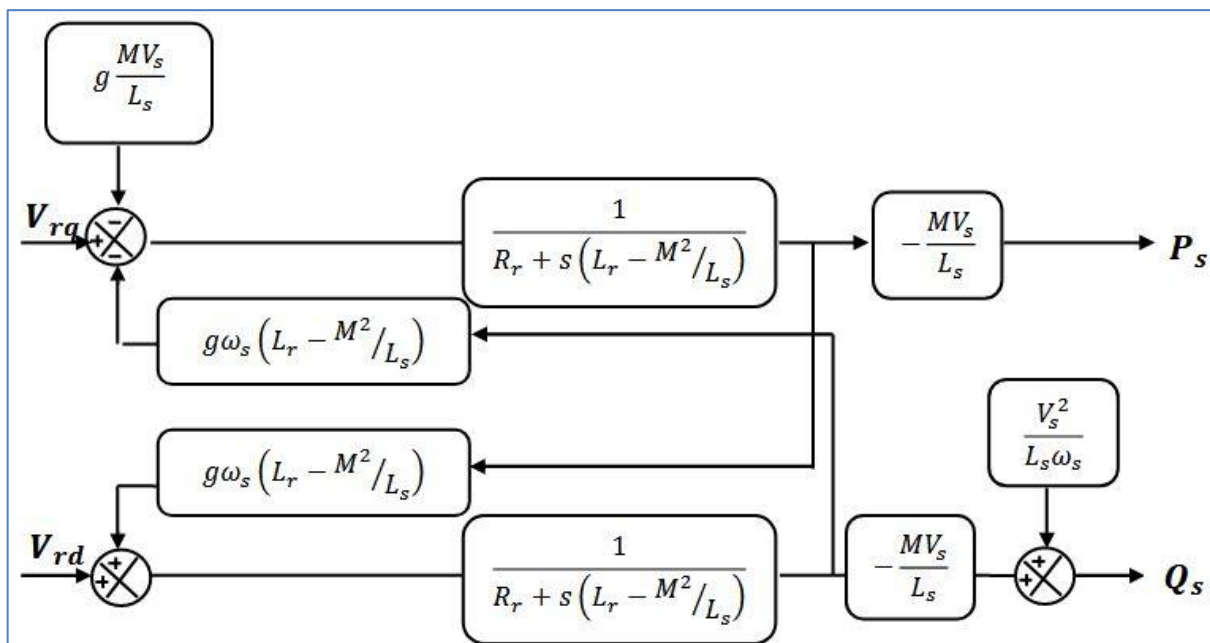 g MV_s / L_s
V_rq + − −
1 / (R_r + s(L_r − M²/L_s))
− MV_s / L_s
P_s
gω_s(L_r − M²/L_s)
gω_s(L_r − M²/L_s)
V_s² / (L_sω_s)
V_rd + +
1 / (R_r + s(L_r − M²/L_s))
− MV_s / L_s
+ +
Q_s